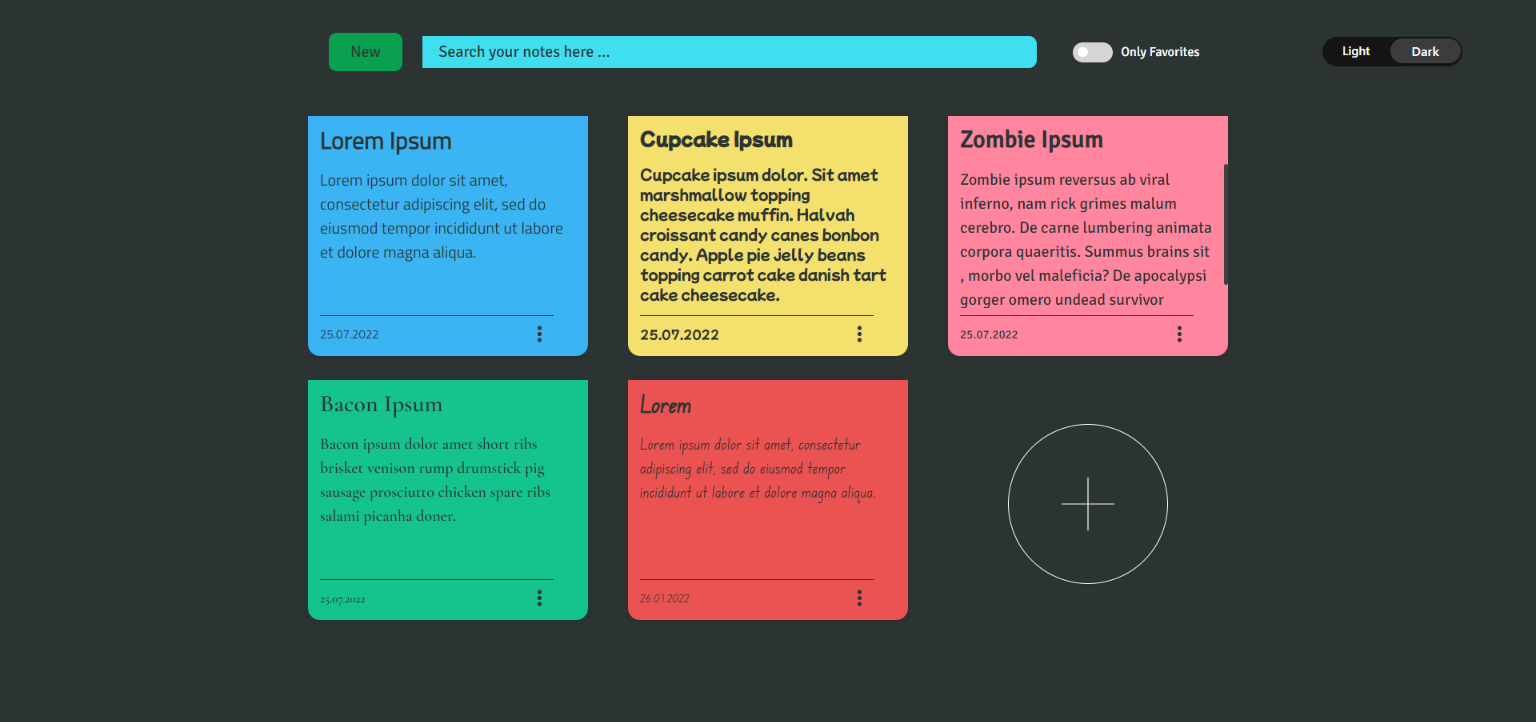 New
Search your notes here ...
Only Favorites
Light
Dark
Lorem Ipsum
Lorem ipsum dolor sit amet,
consectetur adipiscing elit, sed do
eiusmod tempor incididunt ut labore
et dolore magna aliqua.
25.07.2022
Cupcake Ipsum
Cupcake ipsum dolor. Sit amet
marshmallow topping
cheesecake muffin. Halvah
croissant candy canes bonbon
candy. Apple pie jelly beans
topping carrot cake danish tart
cake cheesecake.
25.07.2022
Zombie Ipsum
Zombie ipsum reversus ab viral
inferno, nam rick grimes malum
cerebro. De carne lumbering animata
corpora quaeritis. Summus brains sit
, morbo vel maleficia? De apocalypsi
gorger omero undead survivor
25.07.2022
Bacon Ipsum
Bacon ipsum dolor amet short ribs
brisket venison rump drumstick pig
sausage prosciutto chicken spare ribs
salami picanha doner.
25.07.2022
Lorem
Lorem ipsum dolor sit amet, consectetur
adipiscing elit, sed do eiusmod tempor
incididunt ut labore et dolore magna aliqua.
26.07.2022